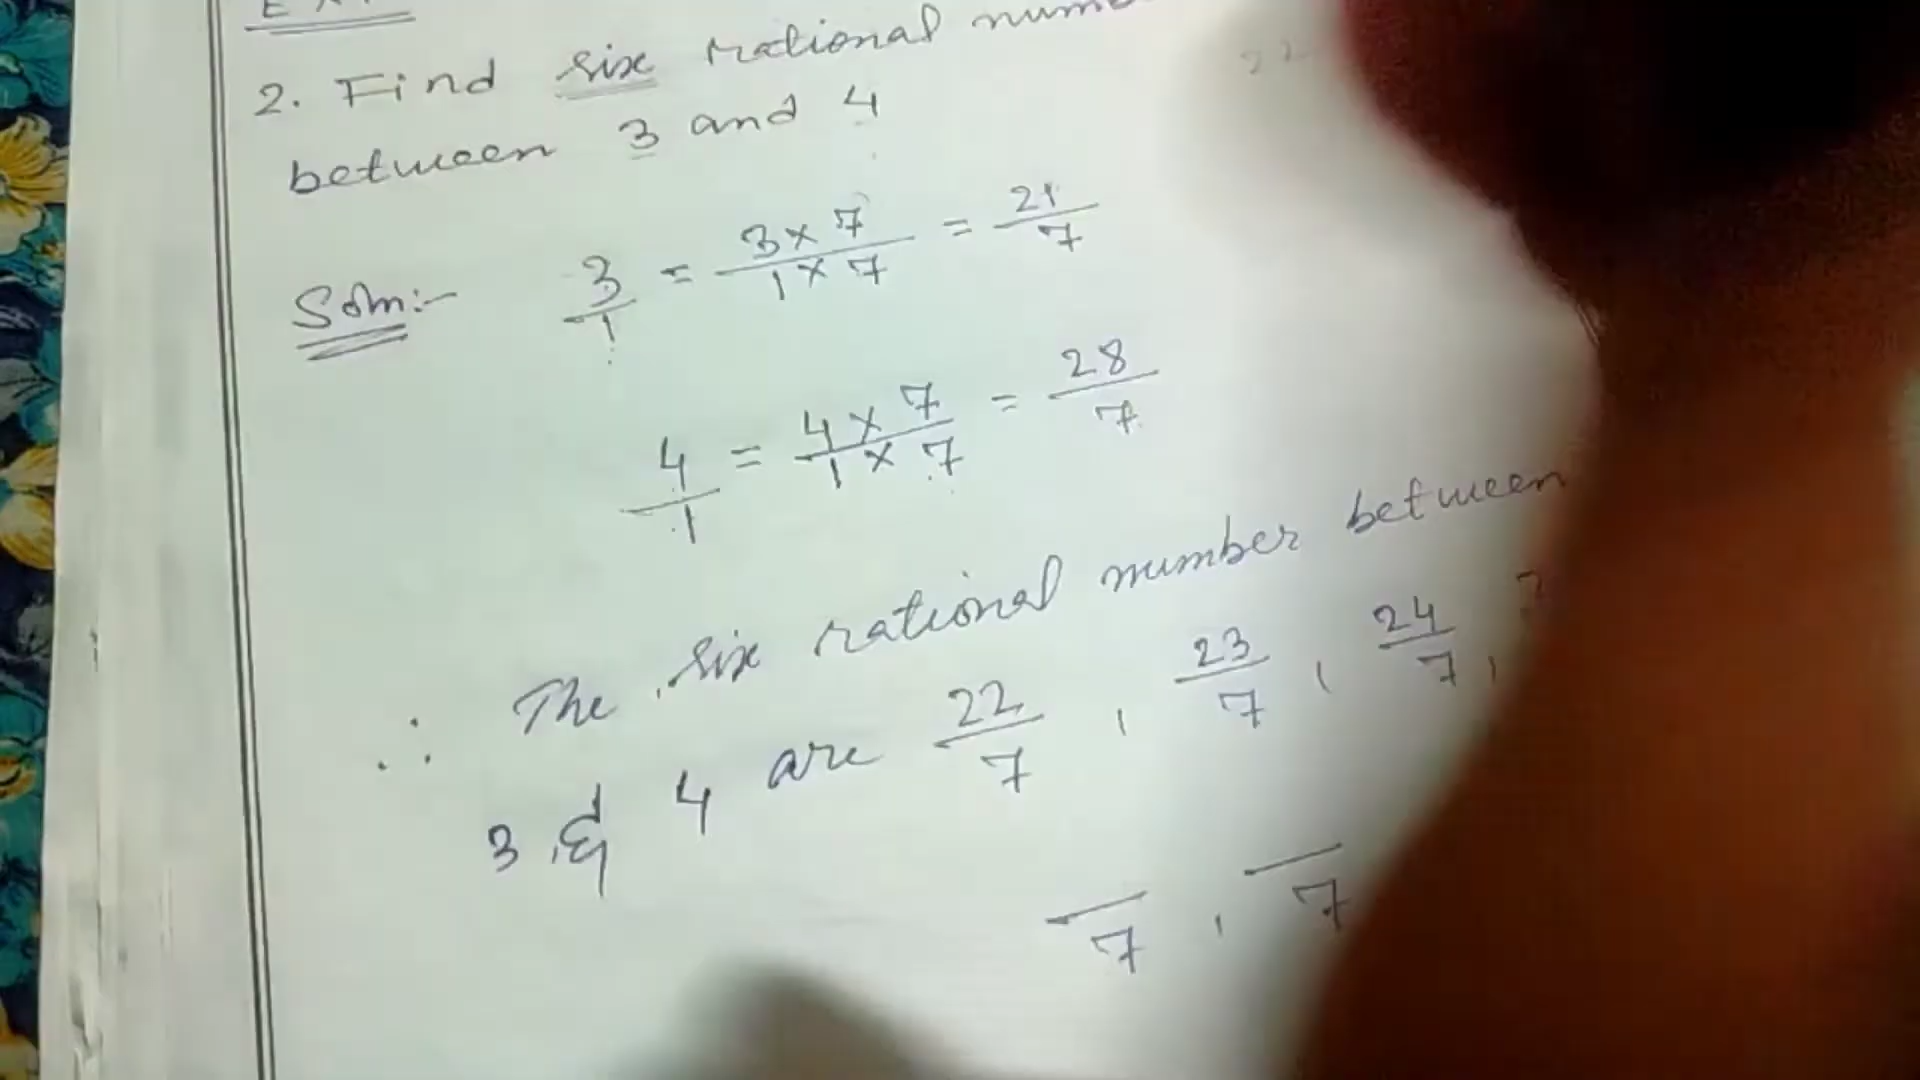 2. Find six rational
between 3 and 4
Soln:- 3/1 = 3×7/1×7 = 21/7
4/1 = 4×7/1×7 = 28/7
∴ The six rational number between
3 & 4 are 22/7, 23/7, 24/7,
/7, /7